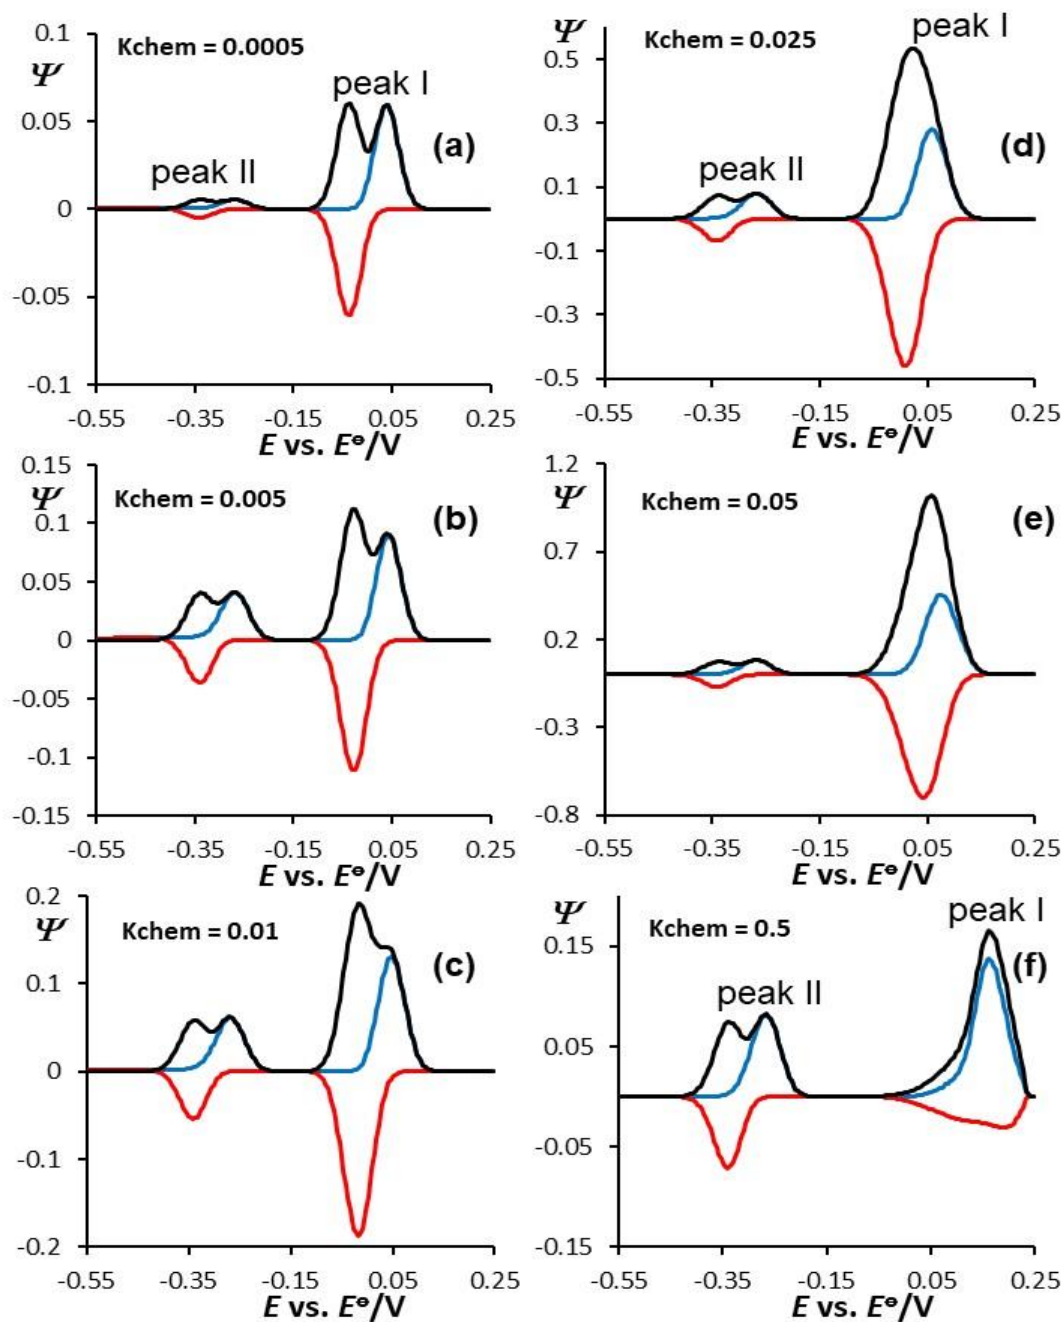 0.1
Ψ
Kchem = 0.0005
peak I
0.05
(a)
peak II
0
-0.05
-0.1
-0.55 -0.35 -0.15 0.05 0.25
E vs. E°/V
Ψ
peak I
0.5
Kchem = 0.025
0.3
(d)
peak II
0.1
-0.1
-0.3
-0.5
-0.55 -0.35 -0.15 0.05 0.25
E vs. E°/V
0.15
Ψ
Kchem = 0.005
0.1
(b)
0.05
0
-0.05
-0.1
-0.15
-0.55 -0.35 -0.15 0.05 0.25
E vs. E°/V
1.2
Ψ
Kchem = 0.05
(e)
0.7
0.2
-0.3
-0.8
-0.55 -0.35 -0.15 0.05 0.25
E vs. E°/V
0.2
Ψ
Kchem = 0.01
(c)
0.1
0
-0.1
-0.2
-0.55 -0.35 -0.15 0.05 0.25
E vs. E°/V
Ψ
peak I
Kchem = 0.5
0.15
(f)
peak II
0.05
-0.05
-0.15
-0.55 -0.35 -0.15 0.05 0.25
E vs. E°/V